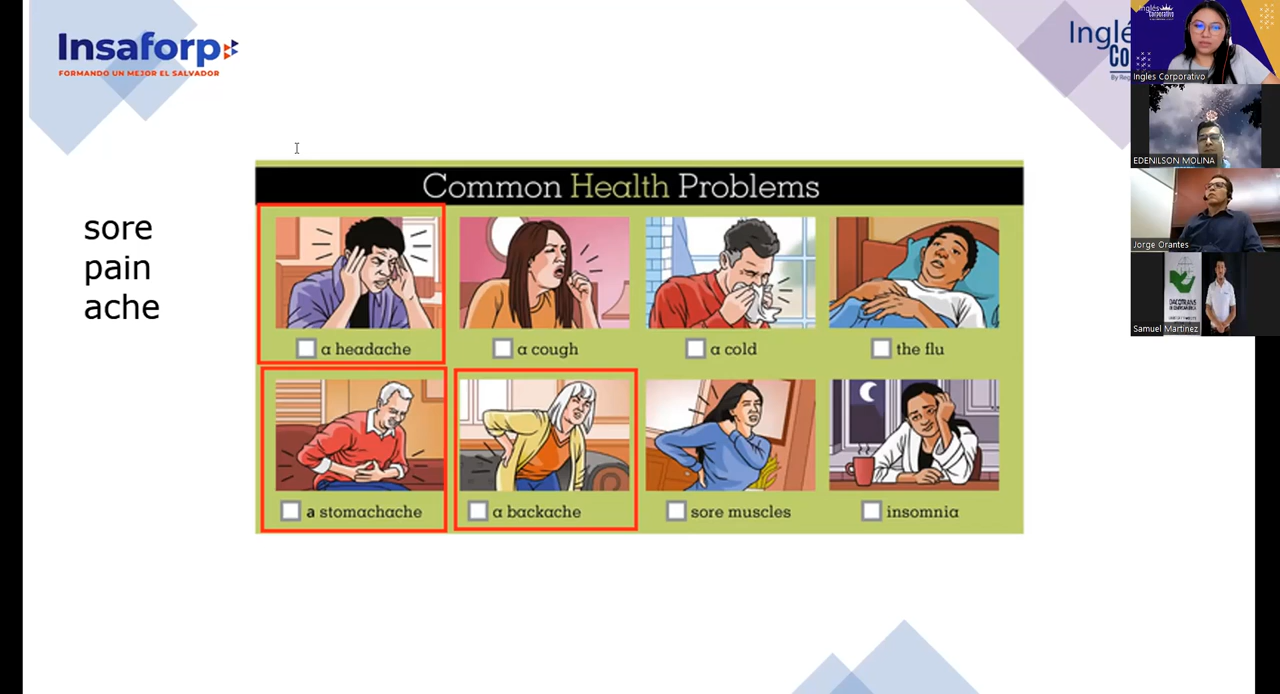 Insaforp
FORMANDO UN MEJOR EL SALVADOR
sore
pain
ache
Common Health Problems
a headache
a cough
a cold
the flu
a stomachache
a backache
sore muscles
insomnia
Inglés Corporativo
EDENILSON MOLINA
Jorge Orantes
Samuel Martinez